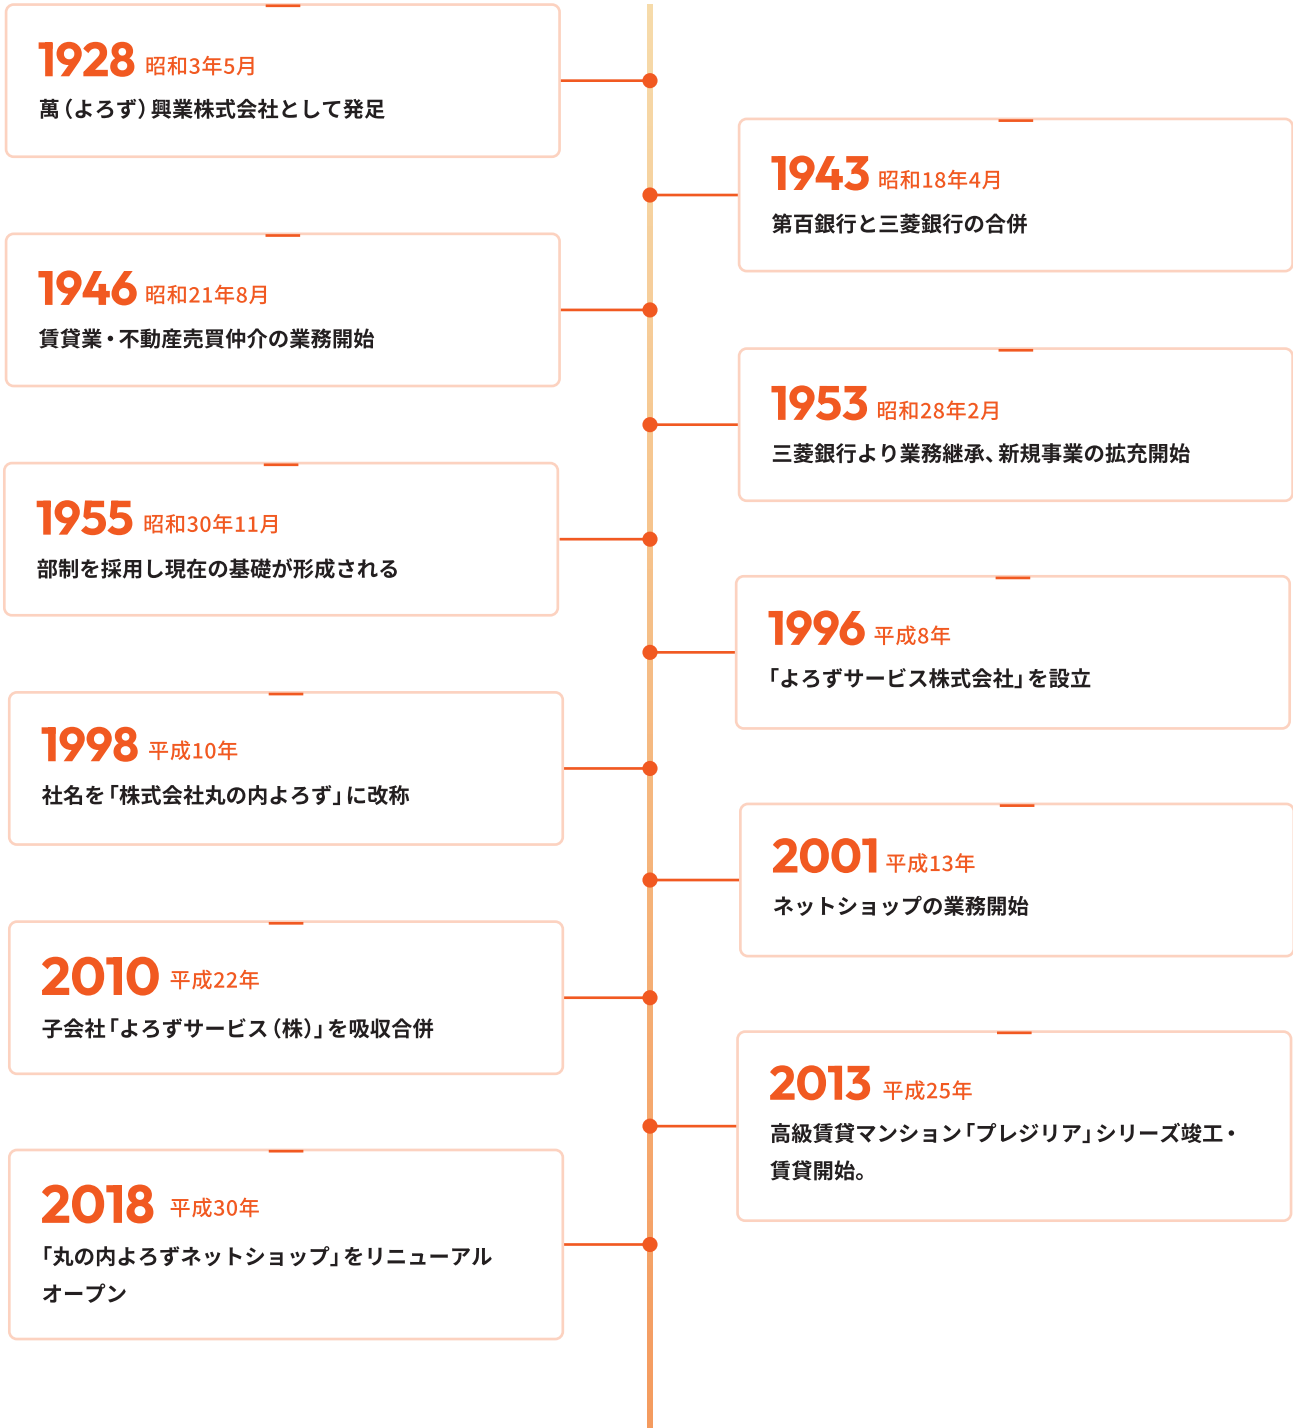 1928 昭和3年5月
萬（よろず）興業株式会社として発足
1943 昭和18年4月
第百銀行と三菱銀行の合併
1946 昭和21年8月
賃貸業・不動産売買仲介の業務開始
1953 昭和28年2月
三菱銀行より業務継承、新規事業の拡充開始
1955 昭和30年11月
部制を採用し現在の基礎が形成される
1996 平成8年
「よろずサービス株式会社」を設立
1998 平成10年
社名を「株式会社丸の内よろず」に改称
2001 平成13年
ネットショップの業務開始
2010 平成22年
子会社「よろずサービス（株）」を吸収合併
2013 平成25年
高級賃貸マンション「プレジリア」シリーズ竣工・
賃貸開始。
2018 平成30年
「丸の内よろずネットショップ」をリニューアル
オープン